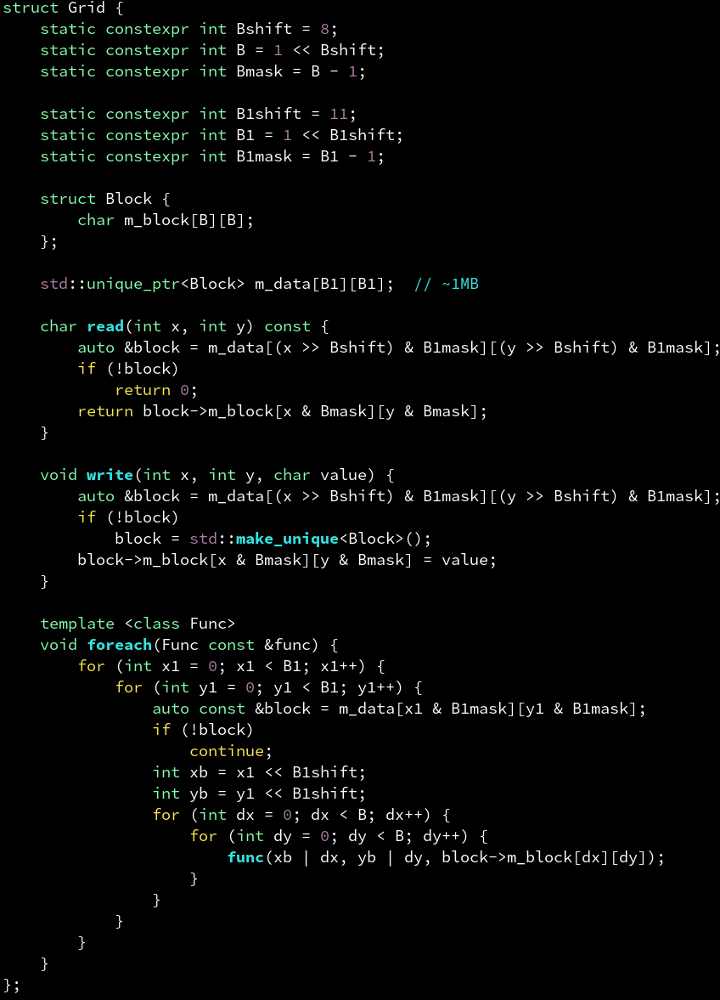 struct Grid {
    static constexpr int Bshift = 8;
    static constexpr int B = 1 << Bshift;
    static constexpr int Bmask = B - 1;

    static constexpr int B1shift = 11;
    static constexpr int B1 = 1 << B1shift;
    static constexpr int B1mask = B1 - 1;

    struct Block {
        char m_block[B][B];
    };

    std::unique_ptr<Block> m_data[B1][B1];  // ~1MB

    char read(int x, int y) const {
        auto &block = m_data[(x >> Bshift) & B1mask][(y >> Bshift) & B1mask];
        if (!block)
            return 0;
        return block->m_block[x & Bmask][y & Bmask];
    }

    void write(int x, int y, char value) {
        auto &block = m_data[(x >> Bshift) & B1mask][(y >> Bshift) & B1mask];
        if (!block)
            block = std::make_unique<Block>();
        block->m_block[x & Bmask][y & Bmask] = value;
    }

    template <class Func>
    void foreach(Func const &func) {
        for (int x1 = 0; x1 < B1; x1++) {
            for (int y1 = 0; y1 < B1; y1++) {
                auto const &block = m_data[x1 & B1mask][y1 & B1mask];
                if (!block)
                    continue;
                int xb = x1 << B1shift;
                int yb = y1 << B1shift;
                for (int dx = 0; dx < B; dx++) {
                    for (int dy = 0; dy < B; dy++) {
                        func(xb | dx, yb | dy, block->m_block[dx][dy]);
                    }
                }
            }
        }
    }
};